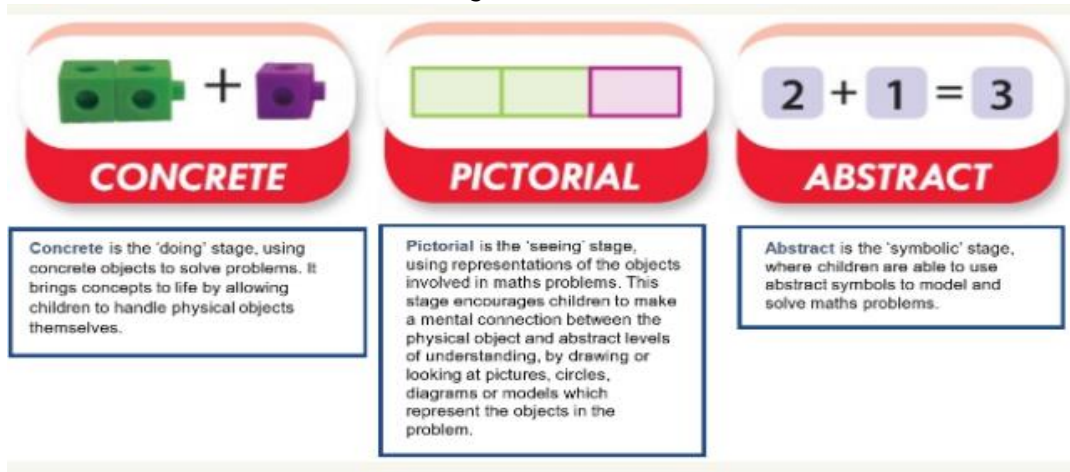 +
2 + 1 = 3
CONCRETE
PICTORIAL
ABSTRACT
Concrete is the 'doing' stage, using
concrete objects to solve problems. It
brings concepts to life by allowing
children to handle physical objects
themselves.
Pictorial is the 'seeing' stage,
using representations of the objects
involved in maths problems. This
stage encourages children to make
a mental connection between the
physical object and abstract levels
of understanding, by drawing or
looking at pictures, circles,
diagrams or models which
represent the objects in the
problem.
Abstract is the 'symbolic' stage,
where children are able to use
abstract symbols to model and
solve maths problems.